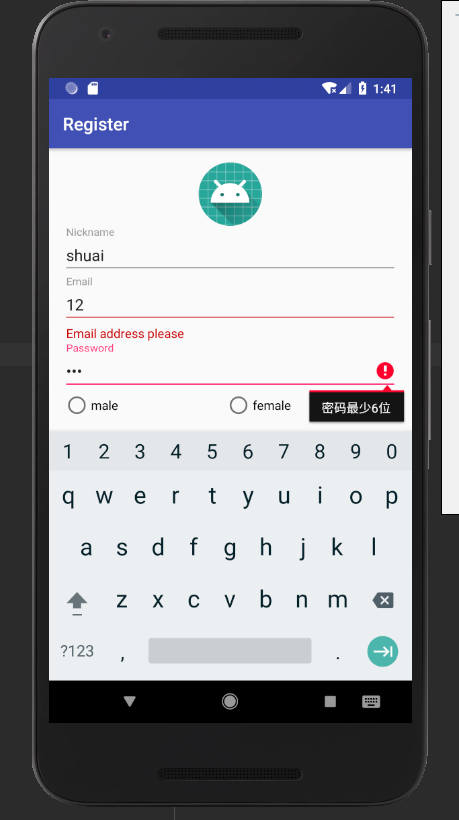 1:41
Register
Nickname
shuai
Email
12
Email address please
Password
•••
male female
密码最少6位
1 2 3 4 5 6 7 8 9 0
q w e r t y u i o p
a s d f g h j k l
z x c v b n m
?123 , .